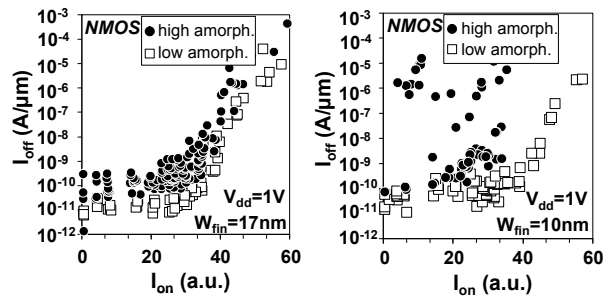 NMOS
high amorph.
low amorph.
10⁻³
10⁻⁴
10⁻⁵
10⁻⁶
10⁻⁷
10⁻⁸
10⁻⁹
10⁻¹⁰
10⁻¹¹
10⁻¹²
I_off (A/μm)
V_dd=1V
W_fin=17nm
0 20 40 60
I_on (a.u.)
NMOS
high amorph.
low amorph.
10⁻³
10⁻⁴
10⁻⁵
10⁻⁶
10⁻⁷
10⁻⁸
10⁻⁹
10⁻¹⁰
10⁻¹¹
10⁻¹²
I_off (A/μm)
V_dd=1V
W_fin=10nm
0 20 40 60
I_on (a.u.)